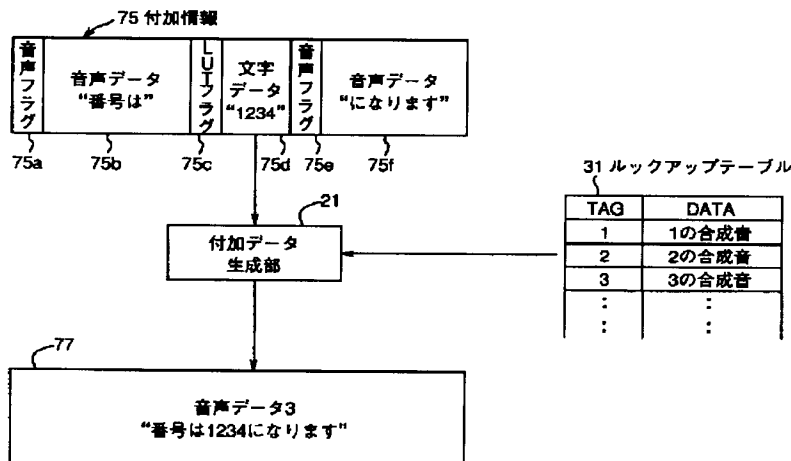 75 付加情報
音声フラグ
音声データ
“番号は”
LUTフラグ
文字
データ
“1234”
音声フラグ
音声データ
“になります”
75a
75b
75c
75d
75e
75f
31 ルックアップテーブル
TAG DATA
1 1の合成音
2 2の合成音
3 3の合成音
: :
: :
21
付加データ
生成部
77
音声データ3
“番号は1234になります”